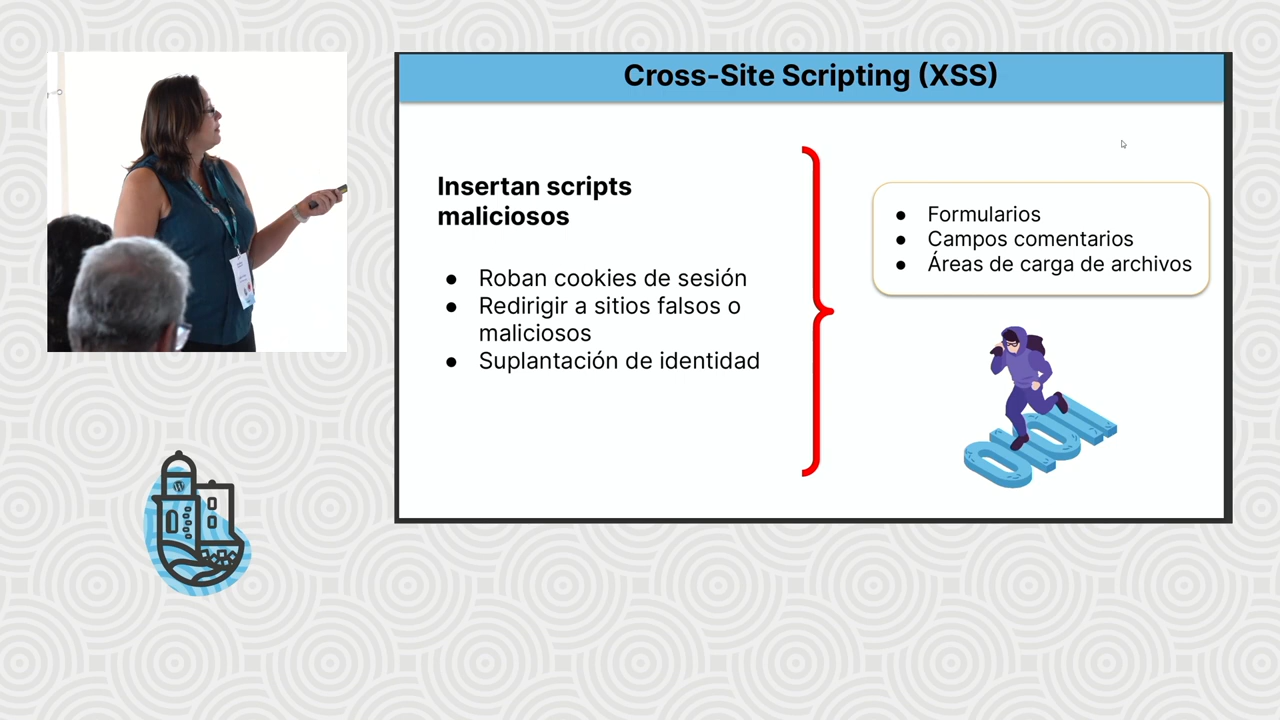 Cross-Site Scripting (XSS)
Insertan scripts
maliciosos
● Roban cookies de sesión
● Redirigir a sitios falsos o
maliciosos
● Suplantación de identidad
● Formularios
● Campos comentarios
● Áreas de carga de archivos